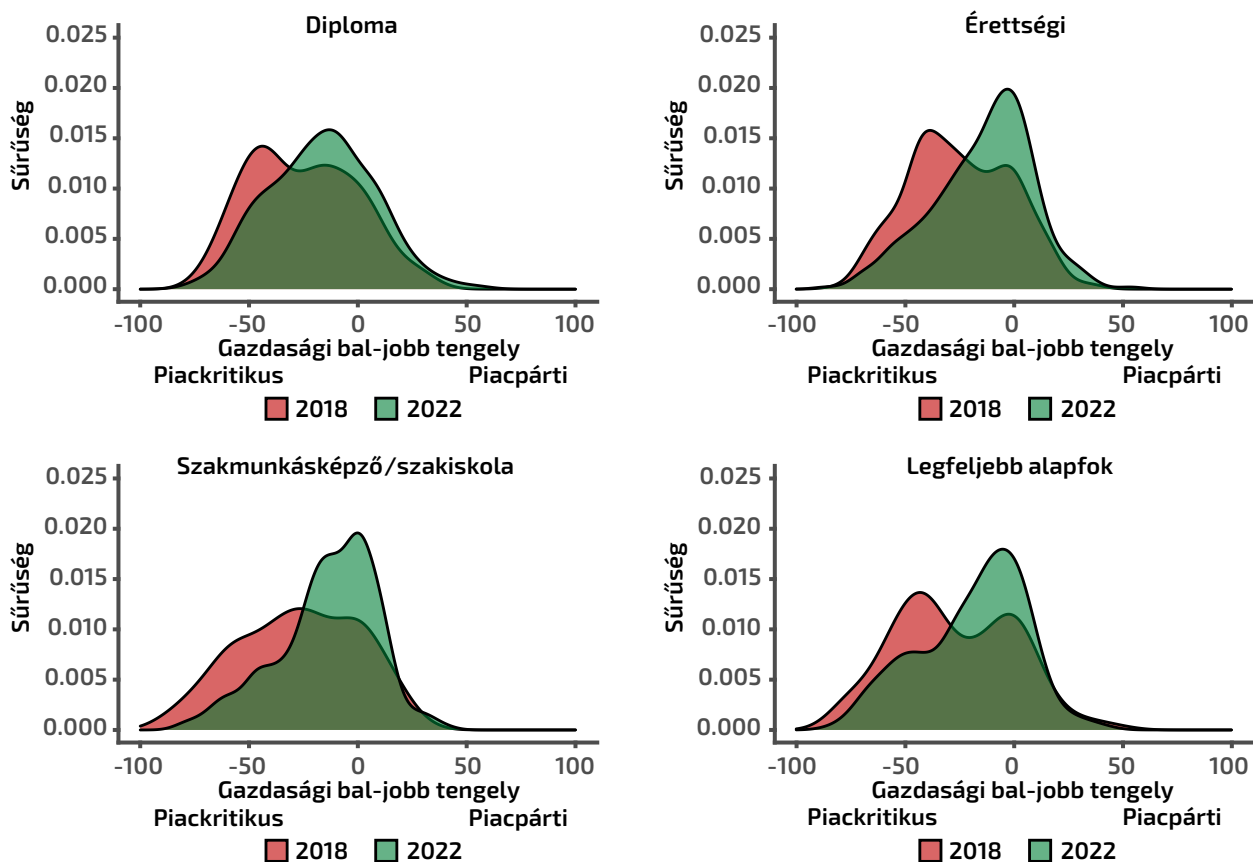 Diploma
Sűrűség
0.025
0.020
0.015
0.010
0.005
0.000
-100 -50 0 50 100
Gazdasági bal-jobb tengely
Piackritikus Piacpárti
2018 2022
Érettségi
Sűrűség
0.025
0.020
0.015
0.010
0.005
0.000
-100 -50 0 50 100
Gazdasági bal-jobb tengely
Piackritikus Piacpárti
2018 2022
Szakmunkásképző/szakiskola
Sűrűség
0.025
0.020
0.015
0.010
0.005
0.000
-100 -50 0 50 100
Gazdasági bal-jobb tengely
Piackritikus Piacpárti
2018 2022
Legfeljebb alapfok
Sűrűség
0.025
0.020
0.015
0.010
0.005
0.000
-100 -50 0 50 100
Gazdasági bal-jobb tengely
Piackritikus Piacpárti
2018 2022